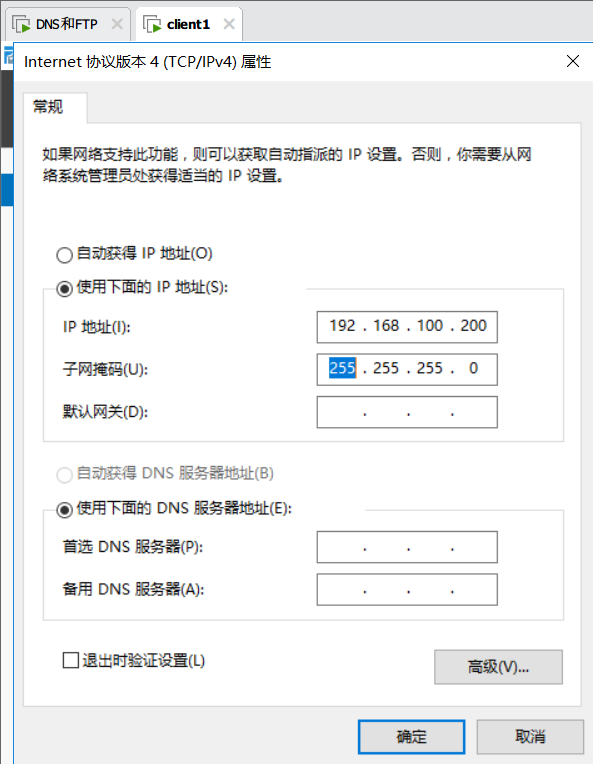 DNS和FTP
client1
Internet 协议版本 4 (TCP/IPv4) 属性
常规
如果网络支持此功能，则可以获取自动指派的 IP 设置。否则，你需要从网
络系统管理员处获得适当的 IP 设置。
自动获得 IP 地址(O)
使用下面的 IP 地址(S):
IP 地址(I):
192 . 168 . 100 . 200
子网掩码(U):
255 . 255 . 255 . 0
默认网关(D):
. . .
自动获得 DNS 服务器地址(B)
使用下面的 DNS 服务器地址(E):
首选 DNS 服务器(P):
. . .
备用 DNS 服务器(A):
. . .
退出时验证设置(L)
高级(V)...
确定
取消